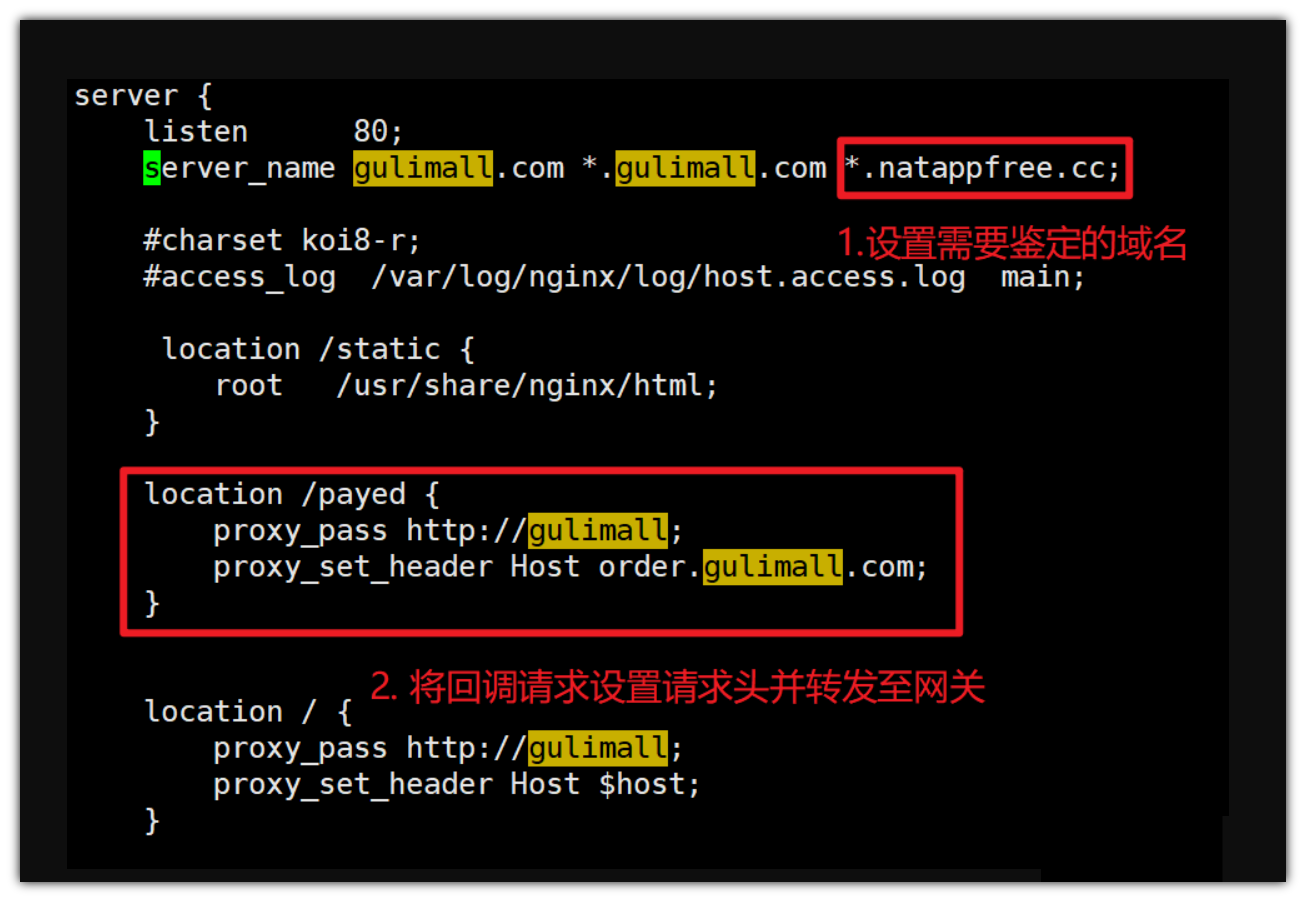 server {
    listen      80;
    server_name gulimall.com *.gulimall.com *.natappfree.cc;
1.设置需要鉴定的域名
    #charset koi8-r;
    #access_log  /var/log/nginx/log/host.access.log  main;
     location /static {
        root   /usr/share/nginx/html;
    }
    location /payed {
        proxy_pass http://gulimall;
        proxy_set_header Host order.gulimall.com;
    }
2. 将回调请求设置请求头并转发至网关
    location / {
        proxy_pass http://gulimall;
        proxy_set_header Host $host;
    }